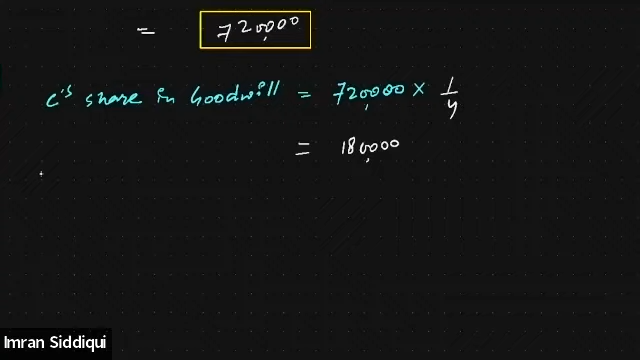 = 720,000
C's share in Goodwill = 720,000 × 1/4
= 180,000
Imran Siddiqui